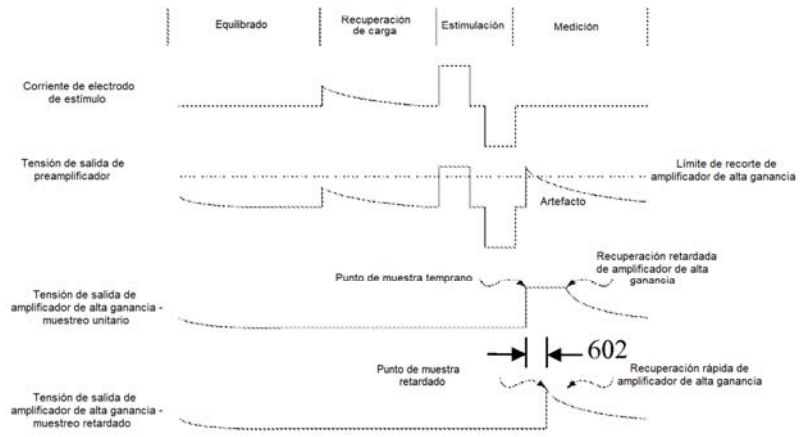 Equilibrado
Recuperación
de carga
Estimulación
Medición
Corriente de electrodo
de estímulo
Tensión de salida de
preamplificador
Límite de recorte de
amplificador de alta ganancia
Artefacto
Punto de muestra temprano
Recuperación retardada
de amplificador de alta
ganancia
Tensión de salida de
amplificador de alta ganancia -
muestreo unitario
602
Punto de muestra
retardado
Recuperación rápida de
amplificador de alta ganancia
Tensión de salida de
amplificador de alta ganancia -
muestreo retardado